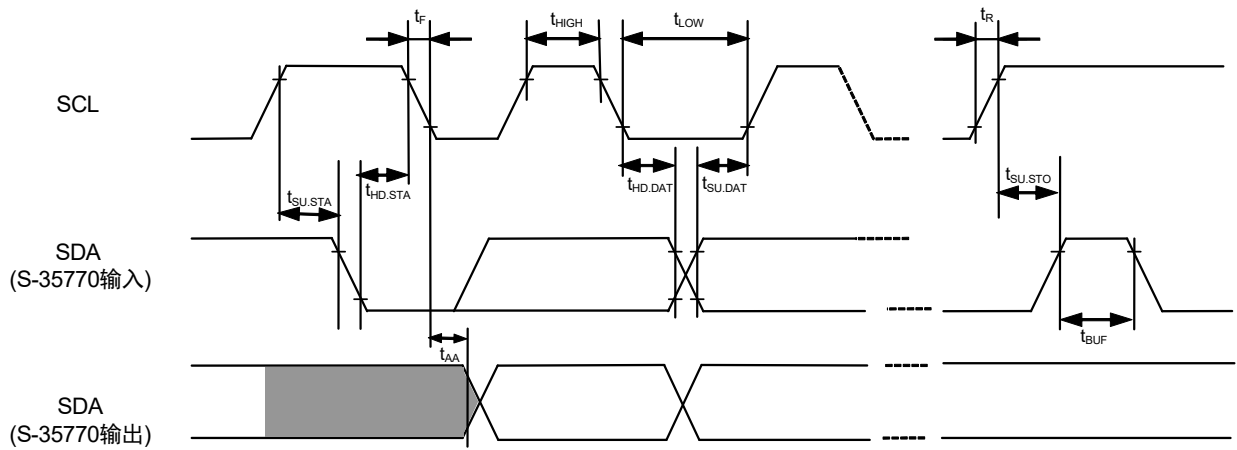 tF
tHIGH
tLOW
tR
SCL
tSU.STA
tHD.STA
tHD.DAT
tSU.DAT
tSU.STO
SDA
(S-35770输入)
tBUF
tAA
SDA
(S-35770输出)